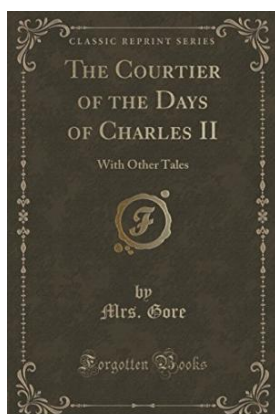 CLASSIC REPRINT SERIES
THE COURTIER
OF THE DAYS
OF CHARLES II
With Other Tales
F
by
Mrs. Gore
Forgotten Books